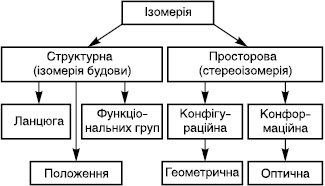 Ізомерія
Структурна
(ізомерія будови)
Просторова
(стереоізомерія)
Ланцюга
Функціо-
нальних груп
Конфігу-
раційна
Конфор-
маційна
Положення
Геометрична
Оптична